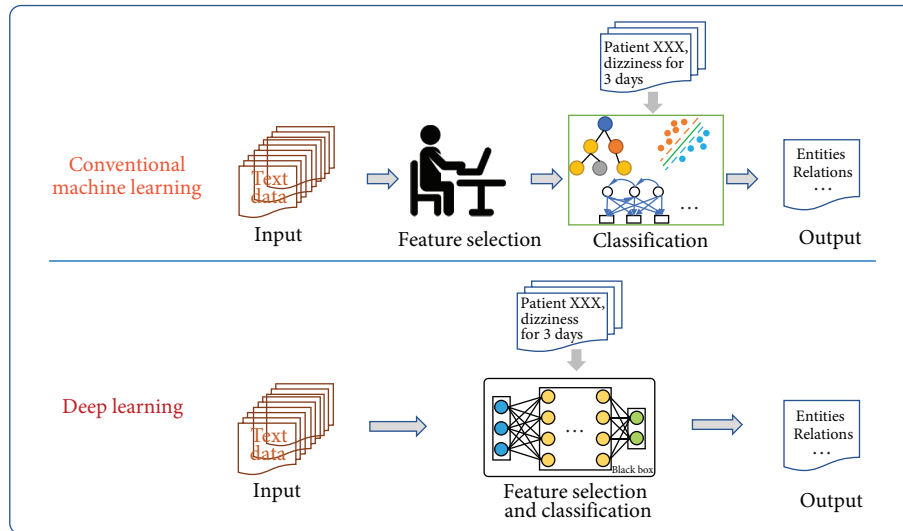 Patient XXX,
dizziness for
3 days
Conventional
machine learning
Text
data
Input
Feature selection
...
Classification
Entities
Relations
...
Output
Patient XXX,
dizziness
for 3 days
Deep learning
Text
data
Input
...
Black box
Feature selection
and classification
Entities
Relations
...
Output